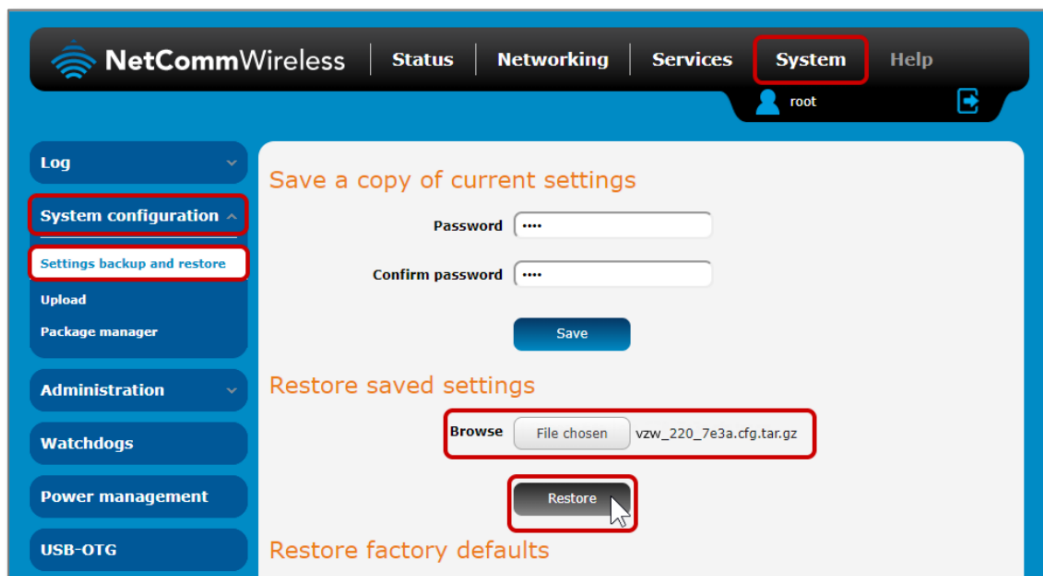 NetCommWireless Status Networking Services System Help
root
Log
System configuration
Settings backup and restore
Upload
Package manager
Administration
Watchdogs
Power management
USB-OTG
Save a copy of current settings
Password ••••
Confirm password ••••
Save
Restore saved settings
Browse File chosen vzw_220_7e3a.cfg.tar.gz
Restore
Restore factory defaults